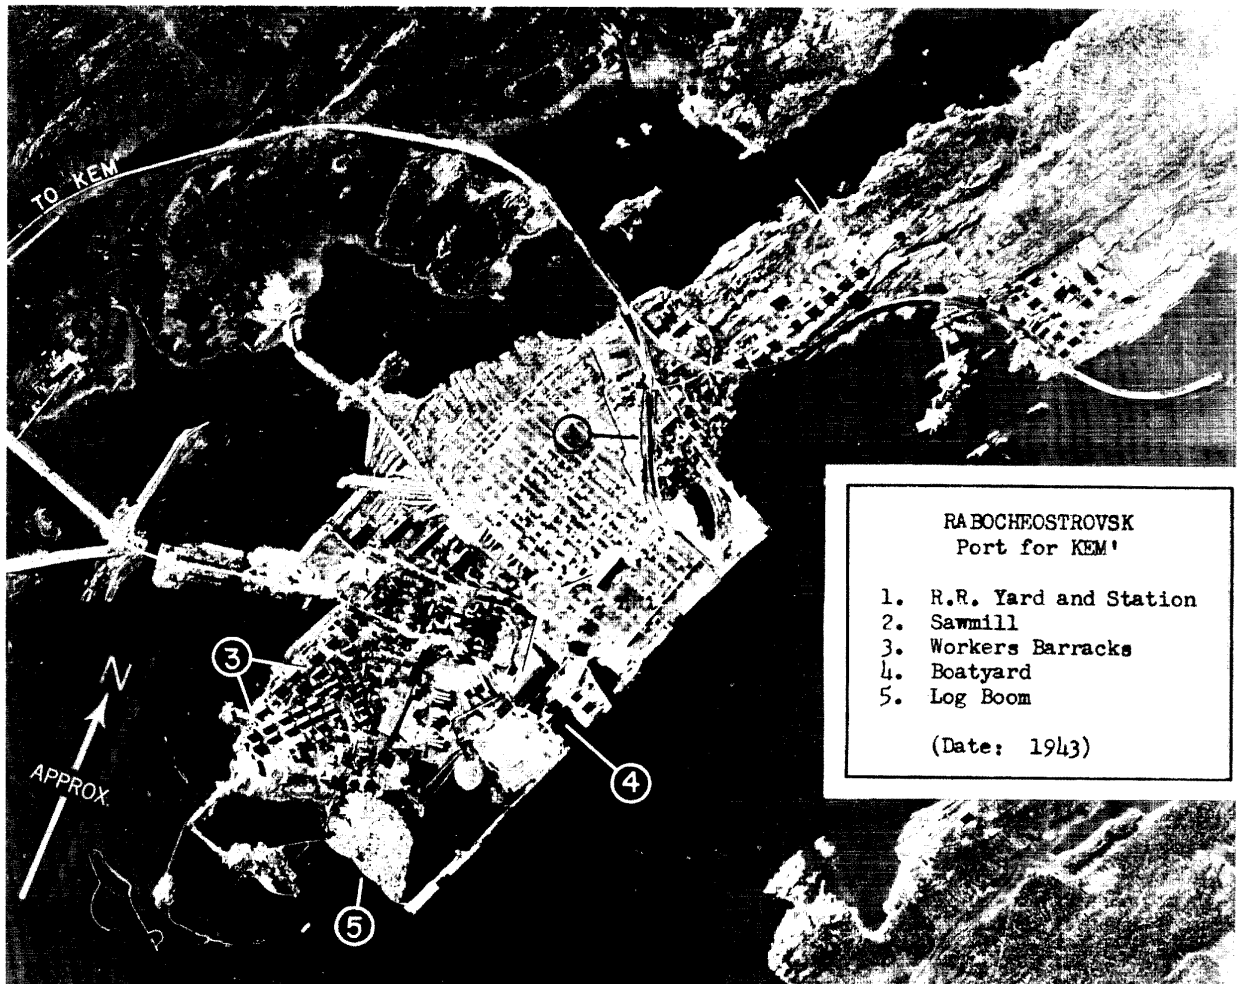 TO KEM
RABOCHEOSTROVSK
Port for KEM'
1. R.R. Yard and Station
2. Sawmill
3. Workers Barracks
4. Boatyard
5. Log Boom
(Date: 1943)
3
N
APPROX.
4
5